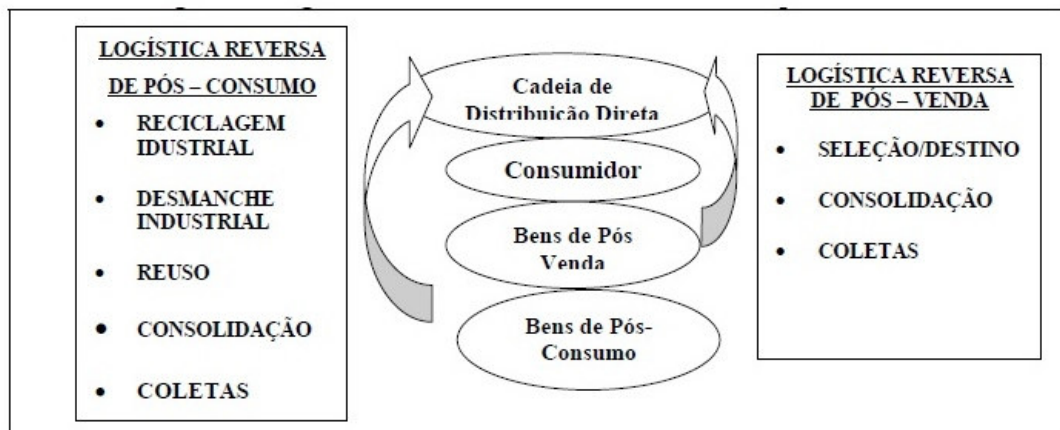 LOGÍSTICA REVERSA
DE PÓS – CONSUMO
• RECICLAGEM
IDUSTRIAL
• DESMANCHE
INDUSTRIAL
• REUSO
• CONSOLIDAÇÃO
• COLETAS
Cadeia de
Distribuição Direta
Consumidor
Bens de Pós
Venda
Bens de Pós-
Consumo
LOGÍSTICA REVERSA
DE PÓS – VENDA
• SELEÇÃO/DESTINO
• CONSOLIDAÇÃO
• COLETAS